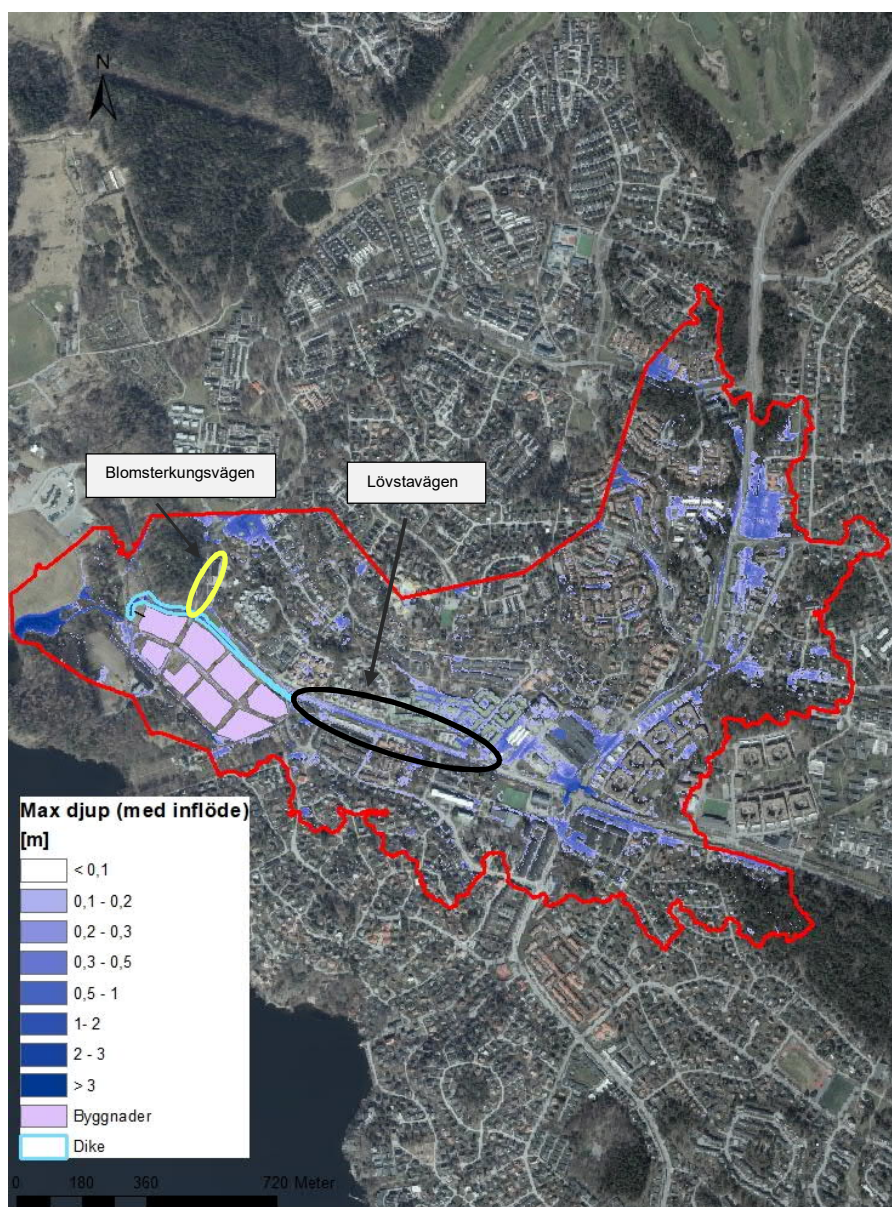 N
Blomsterkungsvägen
Lövstavägen
Max djup (med inflöde)
[m]
< 0,1
0,1 - 0,2
0,2 - 0,3
0,3 - 0,5
0,5 - 1
1- 2
2 - 3
> 3
Byggnader
Dike
0 180 360 720 Meter